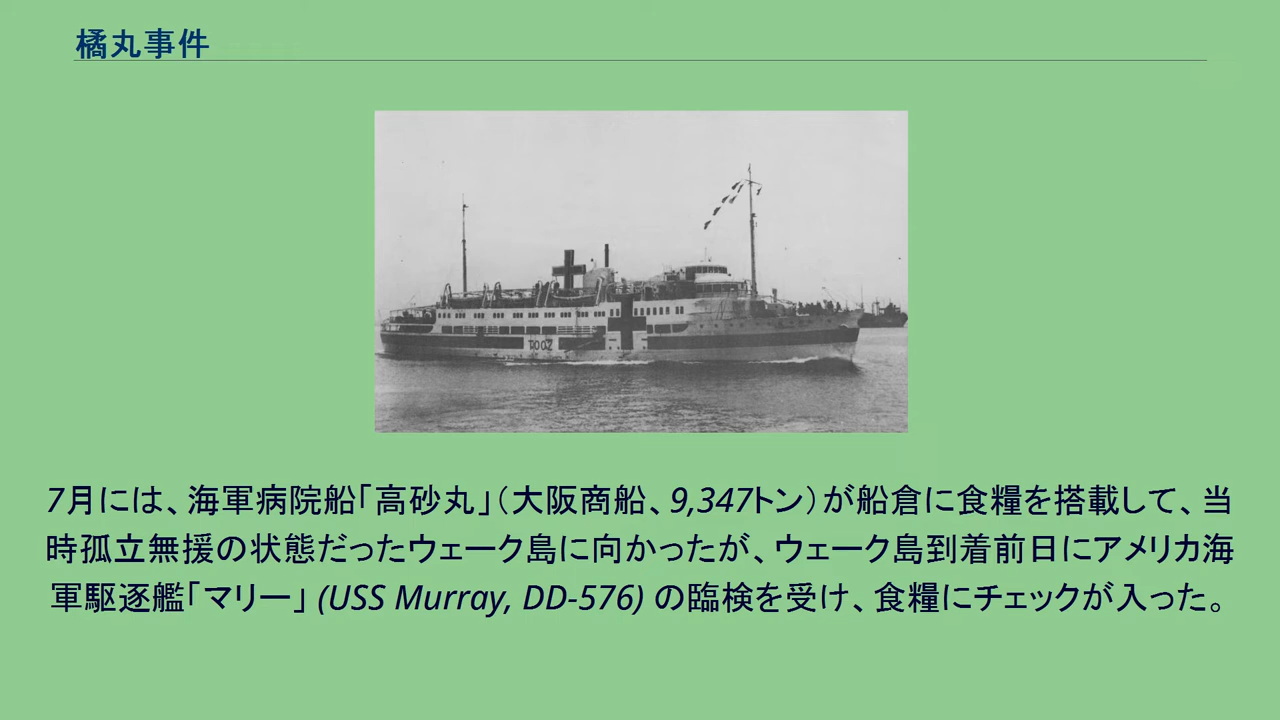 橘丸事件
7月には、海軍病院船「高砂丸」（大阪商船、9,347トン）が船倉に食糧を搭載して、当
時孤立無援の状態だったウェーク島に向かったが、ウェーク島到着前日にアメリカ海
軍駆逐艦「マリー」 (USS Murray, DD-576) の臨検を受け、食糧にチェックが入った。